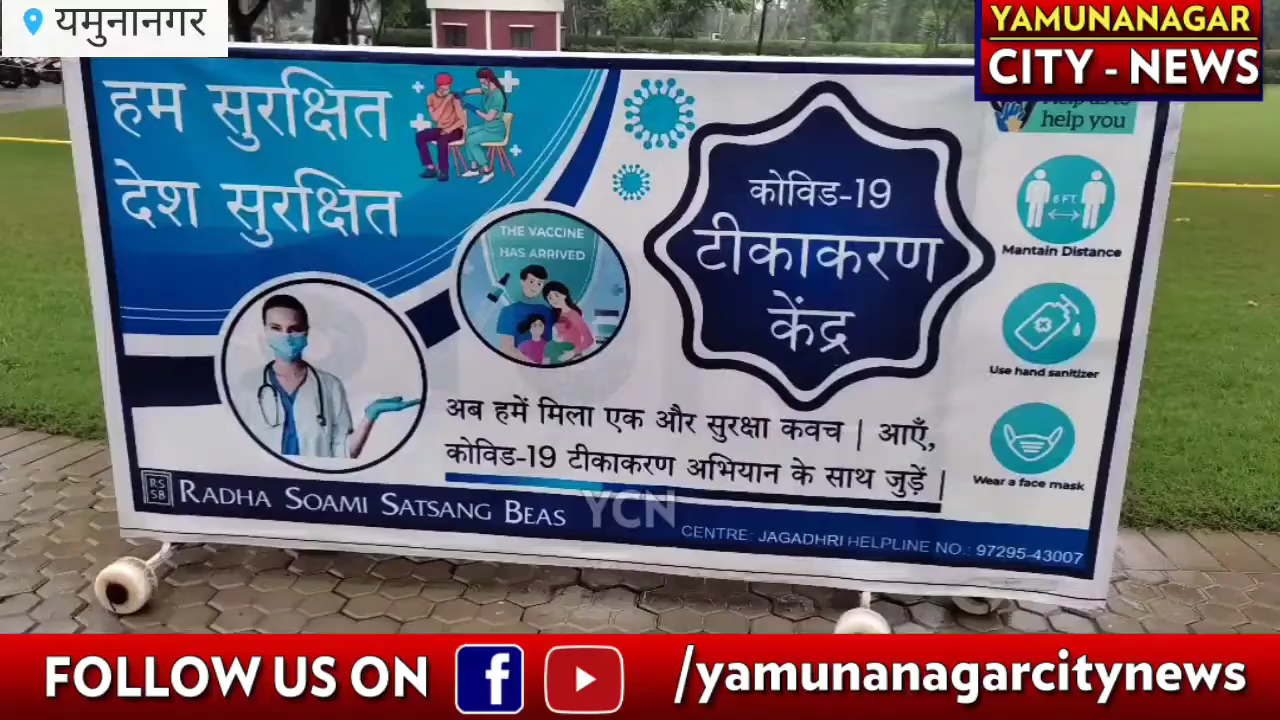 यमुनानगर
YAMUNANAGAR
CITY - NEWS
हम सुरक्षित
देश सुरक्षित
THE VACCINE
HAS ARRIVED
कोविड-19
टीकाकरण
केंद्र
help you
6 FT.
Mantain Distance
Use hand sanitizer
Wear a face mask
अब हमें मिला एक और सुरक्षा कवच | आएँ,
कोविड-19 टीकाकरण अभियान के साथ जुड़ें |
RS
SB
RADHA SOAMI SATSANG BEAS
YCN
CENTRE: JAGADHRI HELPLINE NO.: 97295-43007
FOLLOW US ON
/yamunanagarcitynews